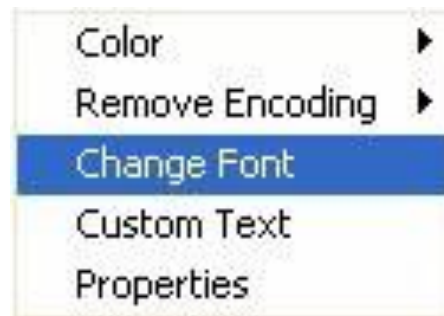 Color
Remove Encoding
Change Font
Custom Text
Properties